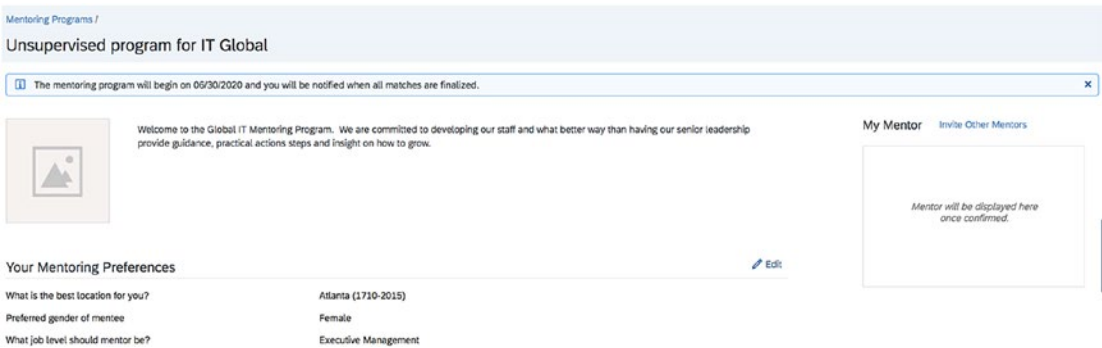 Mentoring Programs /
Unsupervised program for IT Global
The mentoring program will begin on 06/30/2020 and you will be notified when all matches are finalized.
Welcome to the Global IT Mentoring Program. We are committed to developing our staff and what better way than having our senior leadership
provide guidance, practical actions steps and insight on how to grow.
My Mentor Invite Other Mentors
Mentor will be displayed here
once confirmed.
Your Mentoring Preferences Edit
What is the best location for you? Atlanta (1710-2015)
Preferred gender of mentee Female
What job level should mentor be? Executive Management